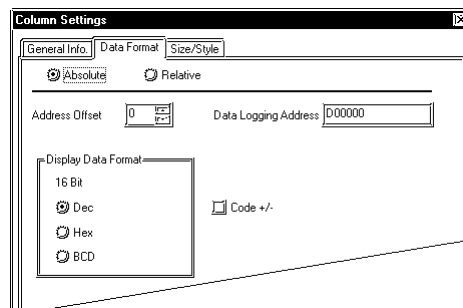 Column Settings
General Info. Data Format Size/Style
Absolute Relative
Address Offset 0 Data Logging Address D00000
Display Data Format
16 Bit
Dec Code +/-
Hex
BCD